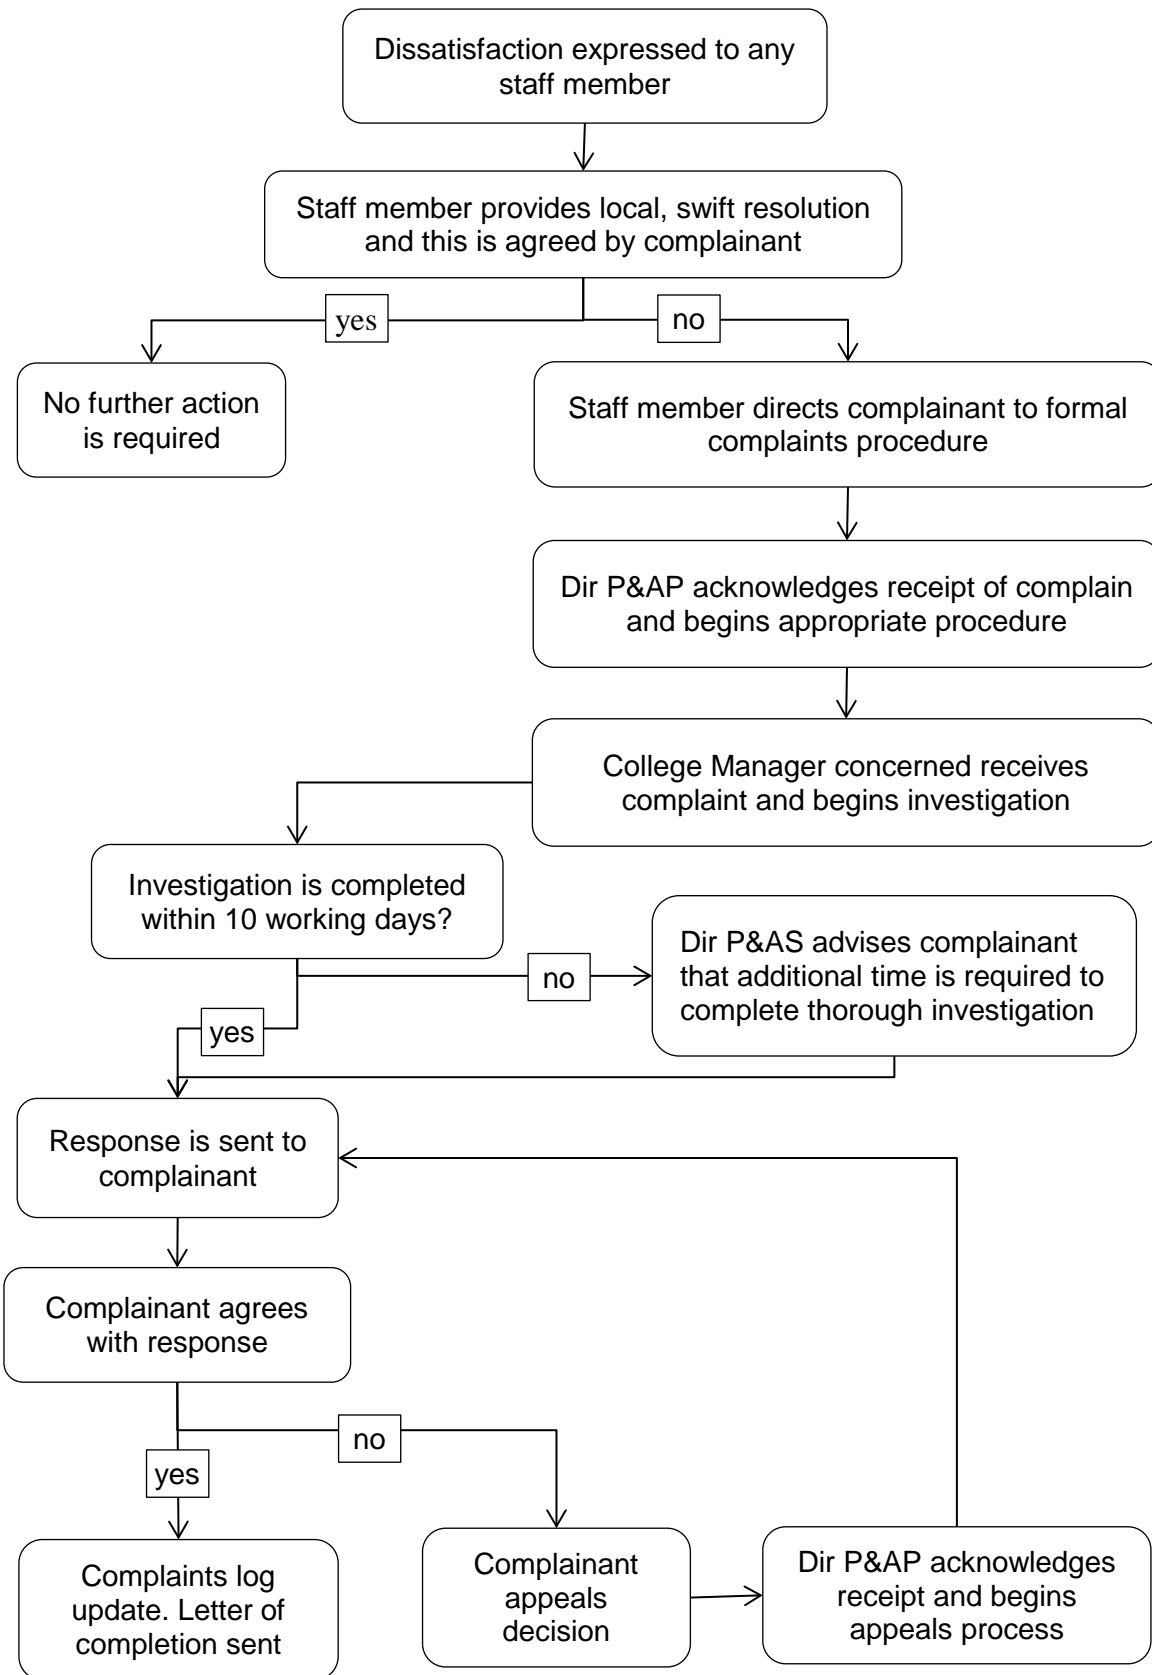 Dissatisfaction expressed to any
staff member
Staff member provides local, swift resolution
and this is agreed by complainant
yes
no
No further action
is required
Staff member directs complainant to formal
complaints procedure
Dir P&AP acknowledges receipt of complain
and begins appropriate procedure
College Manager concerned receives
complaint and begins investigation
Investigation is completed
within 10 working days?
no
Dir P&AS advises complainant
that additional time is required to
complete thorough investigation
yes
Response is sent to
complainant
Complainant agrees
with response
no
yes
Complaints log
update. Letter of
completion sent
Complainant
appeals
decision
Dir P&AP acknowledges
receipt and begins
appeals process